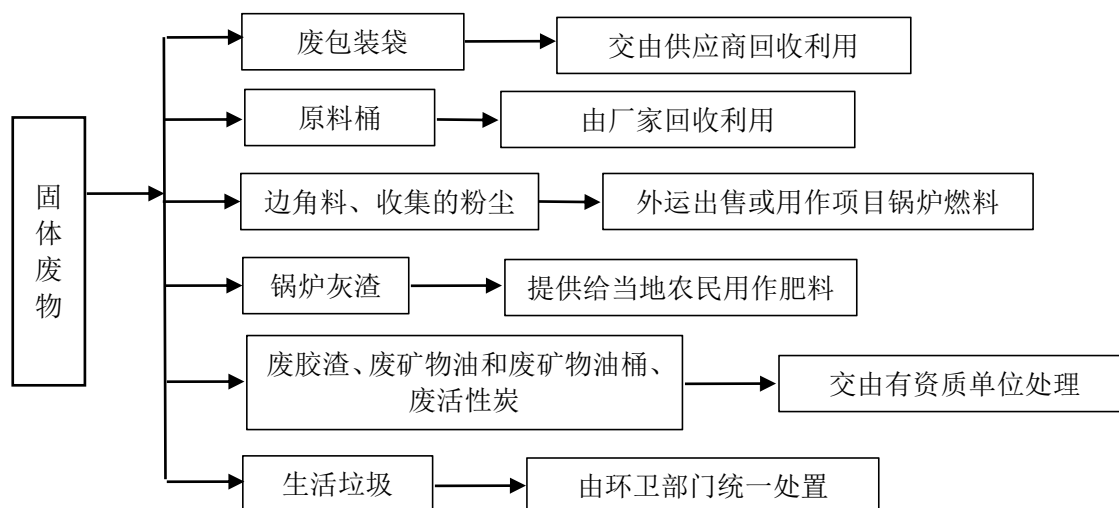 固体废物
废包装袋
交由供应商回收利用
原料桶
由厂家回收利用
边角料、收集的粉尘
外运出售或用作项目锅炉燃料
锅炉灰渣
提供给当地农民用作肥料
废胶渣、废矿物油和废矿物油桶、
废活性炭
交由有资质单位处理
生活垃圾
由环卫部门统一处置